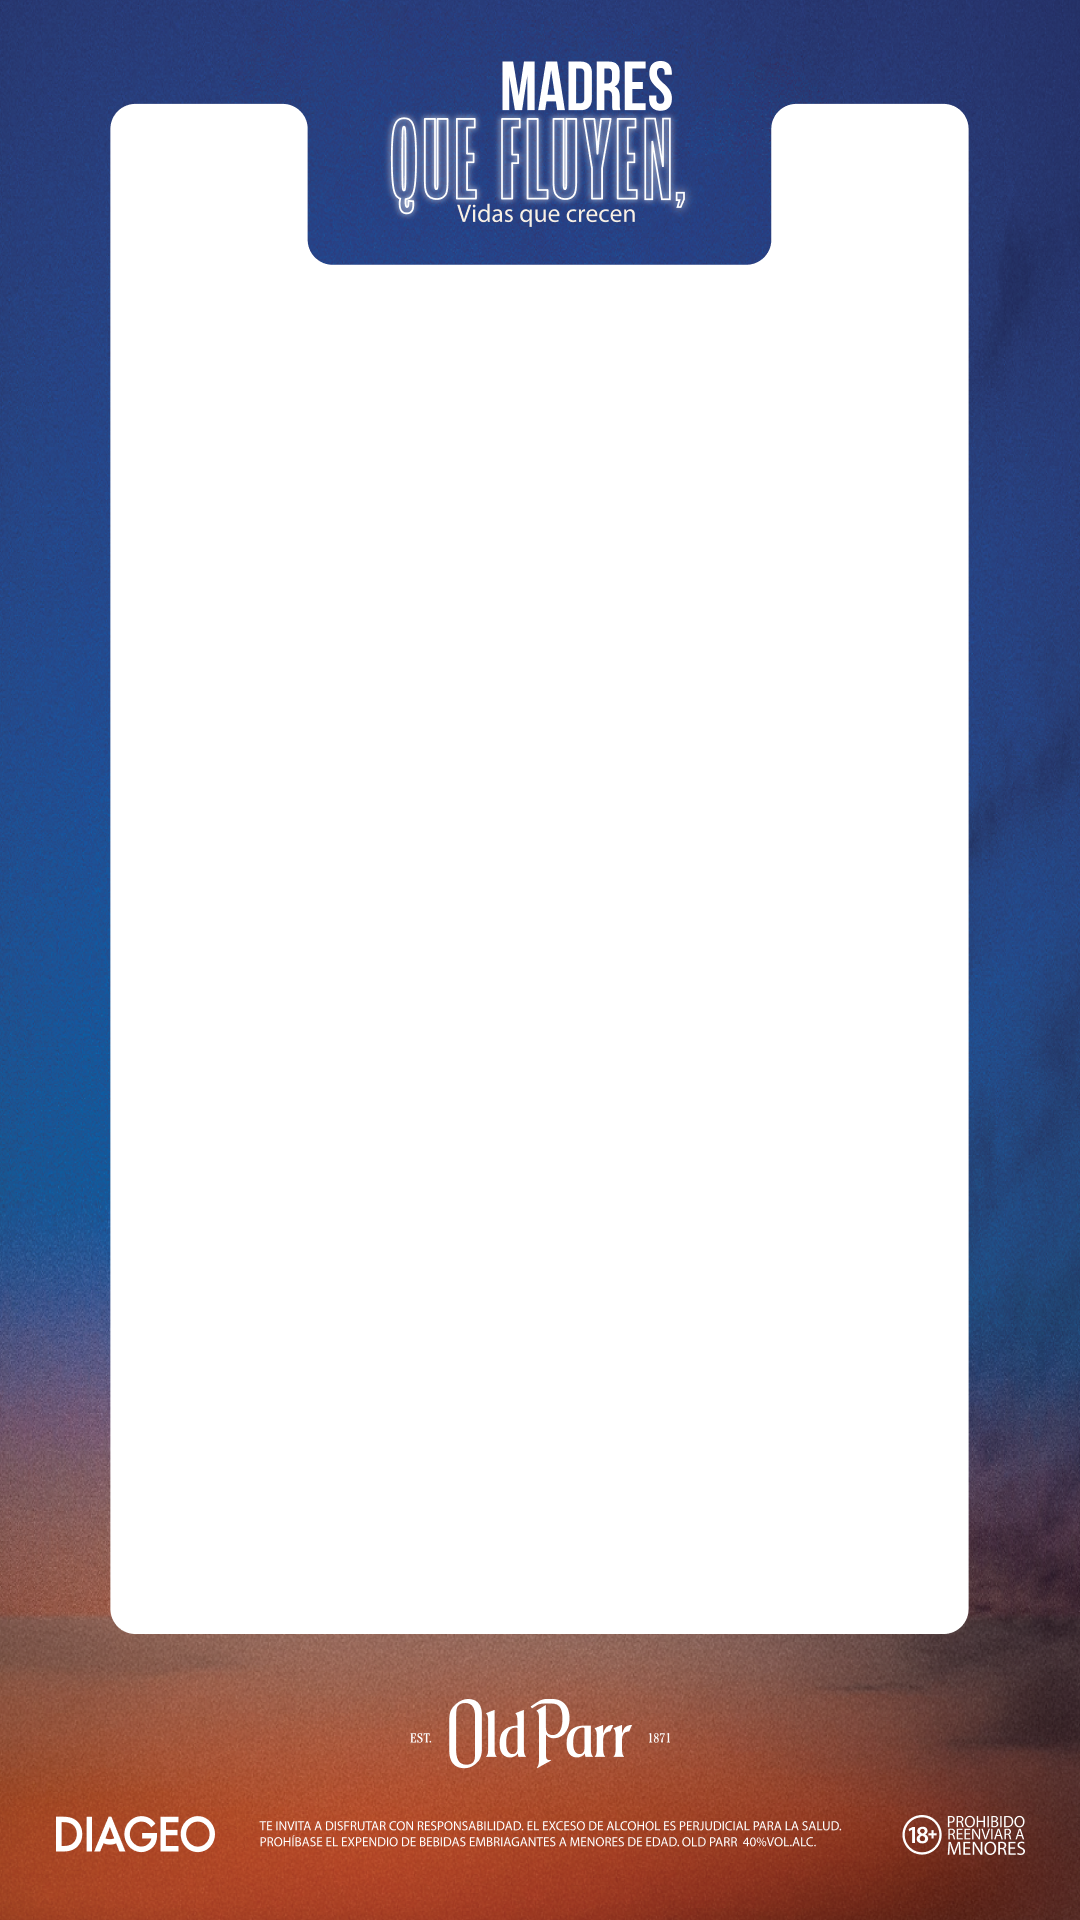 MADRES
QUE FLUYEN,
Vidas que crecen
EST. Old Parr 1871
DIAGEO
TE INVITA A DISFRUTAR CON RESPONSABILIDAD. EL EXCESO DE ALCOHOL ES PERJUDICIAL PARA LA SALUD.
PROHÍBASE EL EXPENDIO DE BEBIDAS EMBRIAGANTES A MENORES DE EDAD. OLD PARR 40%VOL.ALC.
18+
PROHIBIDO
REENVIAR A
MENORES